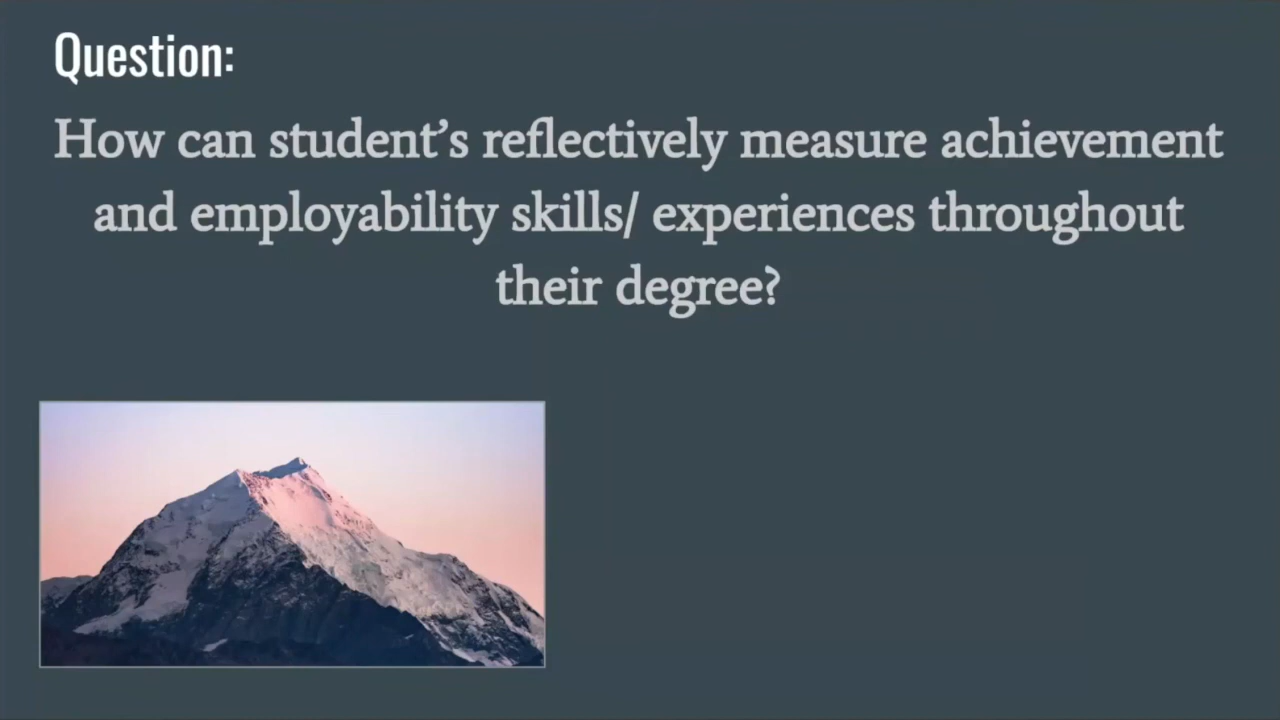 Question:
How can student’s reflectively measure achievement
and employability skills/ experiences throughout
their degree?